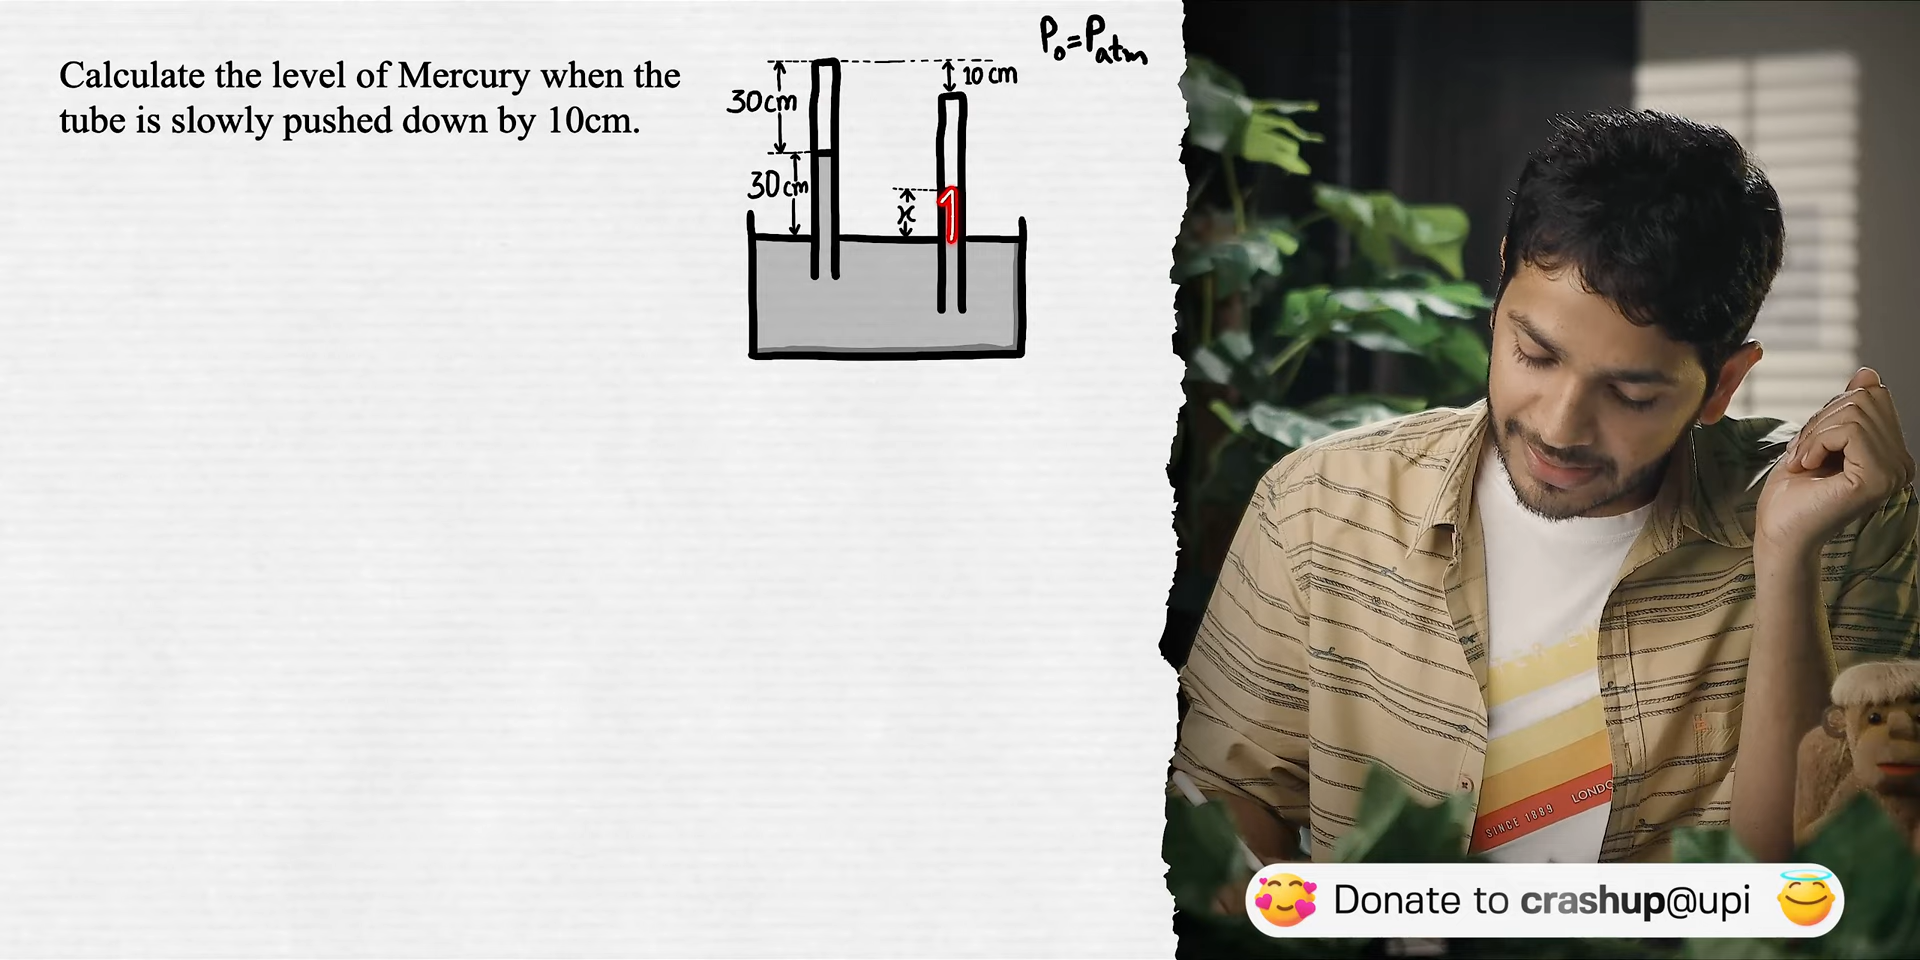 Calculate the level of Mercury when the
tube is slowly pushed down by 10cm.
P₀=Patm
10 cm
30cm
30cm
x
SINCE 1889 LONDO
Donate to crashup@upi